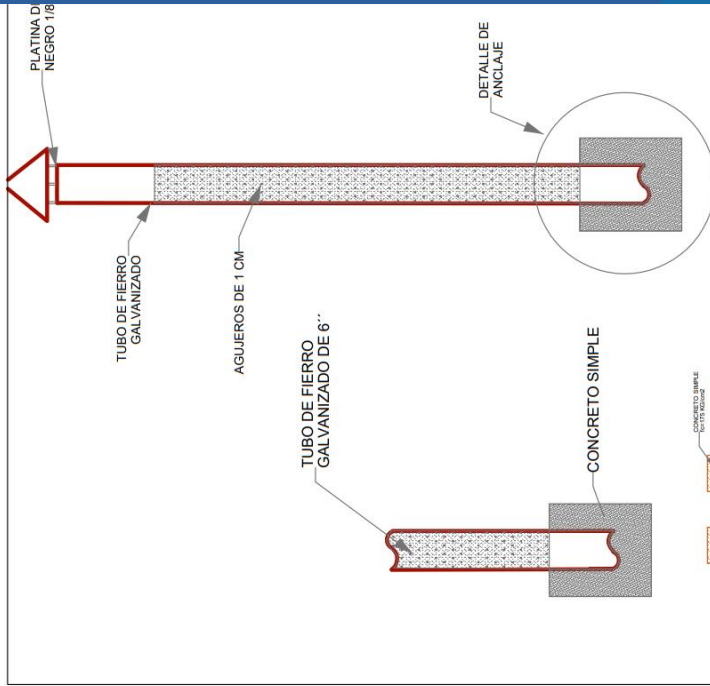 PLATINA DE
NEGRO 1/8
DETALLE DE
ANCLAJE
TUBO DE FIERRO
GALVANIZADO
AGUJEROS DE 1 CM
TUBO DE FIERRO
GALVANIZADO DE 6´´
CONCRETO SIMPLE
CONCRETO SIMPLE